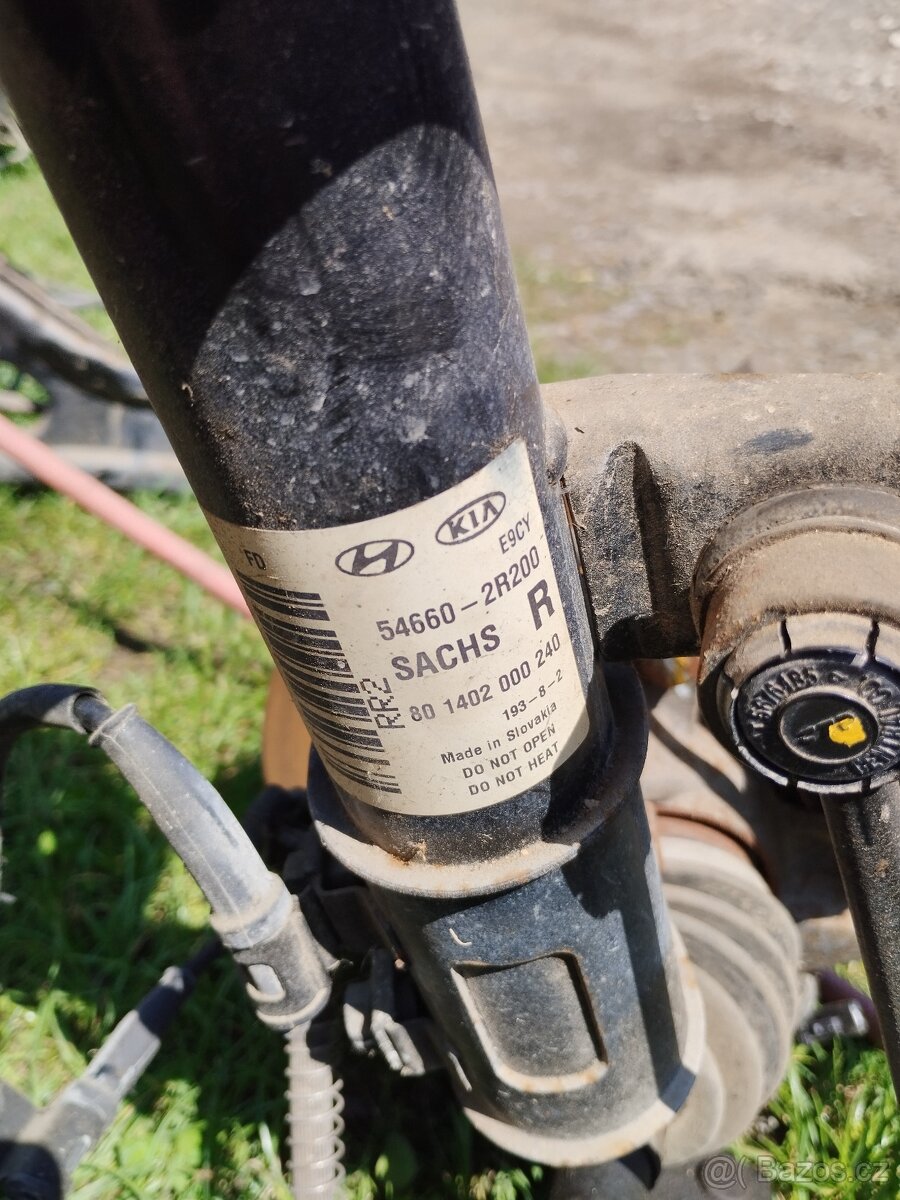 FD
KIA
E9CY
54660-2R200
SACHS R
RR2
80 1402 000 240
193-8-2
Made in Slovakia
DO NOT OPEN
DO NOT HEAT
L
@ Bazos.cz